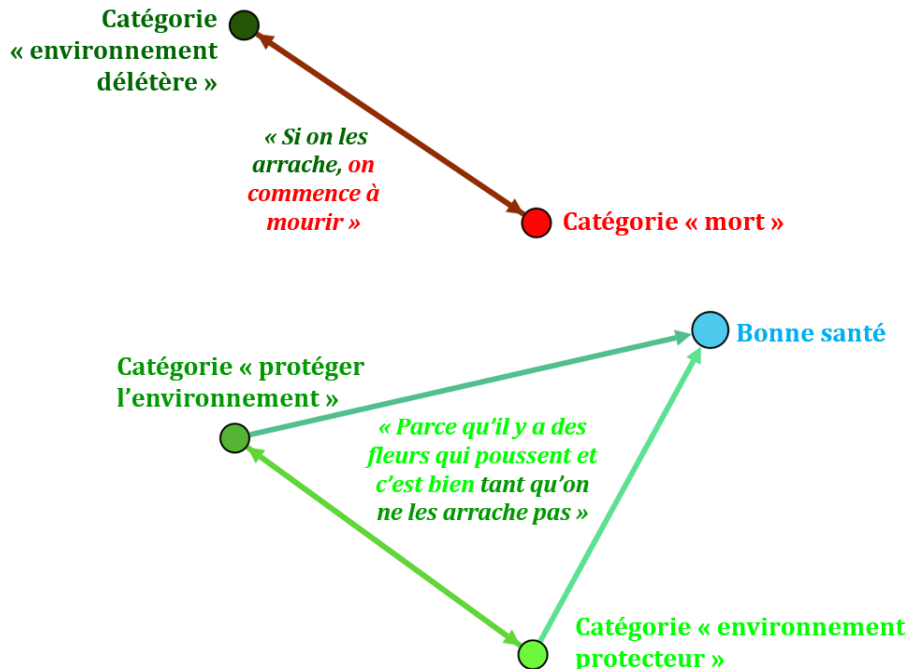 Catégorie
« environnement
délétère »
« Si on les
arrache, on
commence à
mourir »
Catégorie « mort »
Bonne santé
Catégorie « protéger
l’environnement »
« Parce qu’il y a des
fleurs qui poussent et
c’est bien tant qu’on
ne les arrache pas »
Catégorie « environnement
protecteur »